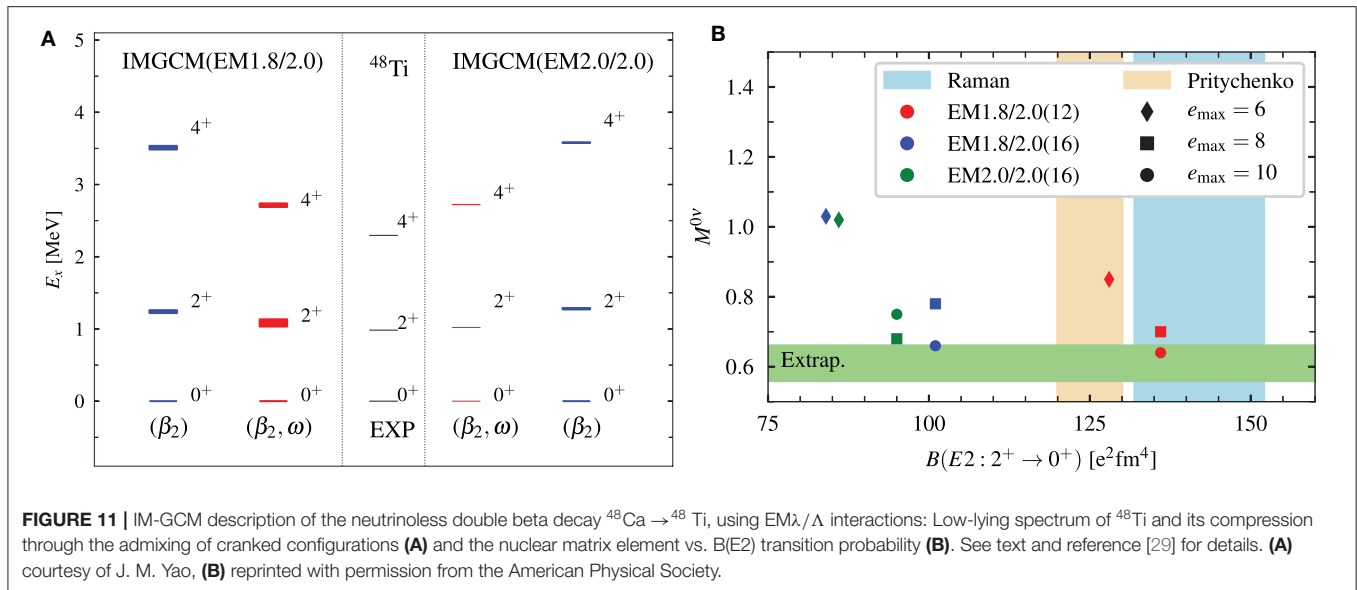 A
5
4
3
2
1
0
Eₓ [MeV]
IMGCM(EM1.8/2.0)
⁴⁸Ti
IMGCM(EM2.0/2.0)
4⁺
2⁺
0⁺
(β₂)
4⁺
2⁺
0⁺
(β₂, ω)
4⁺
2⁺
0⁺
EXP
4⁺
2⁺
0⁺
(β₂, ω)
4⁺
2⁺
0⁺
(β₂)
B
1.4
1.2
1.0
0.8
0.6
M⁰ᵛ
Raman
EM1.8/2.0(12)
EM1.8/2.0(16)
EM2.0/2.0(16)
Pritychenko
eₘₐₓ = 6
eₘₐₓ = 8
eₘₐₓ = 10
Extrap.
75 100 125 150
B(E2 : 2⁺ → 0⁺) [e²fm⁴]
FIGURE 11 | IM-GCM description of the neutrinoless double beta decay ⁴⁸Ca →⁴⁸ Ti, using EMλ/Λ interactions: Low-lying spectrum of ⁴⁸Ti and its compression
through the admixing of cranked configurations (A) and the nuclear matrix element vs. B(E2) transition probability (B). See text and reference [29] for details. (A)
courtesy of J. M. Yao, (B) reprinted with permission from the American Physical Society.